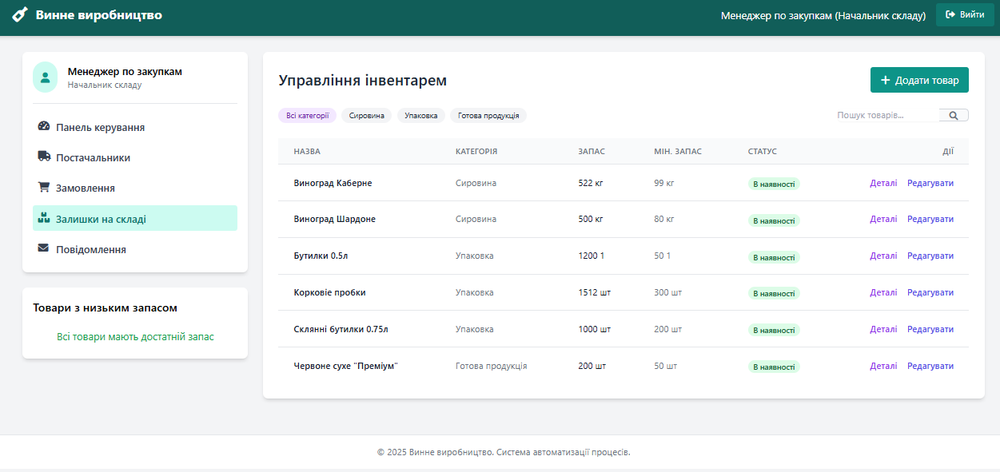 Винне виробництво
Менеджер по закупкам (Начальник складу)
Вийти
Менеджер по закупкам
Начальник складу
Панель керування
Постачальники
Замовлення
Залишки на складі
Повідомлення
Товари з низьким запасом
Всі товари мають достатній запас
Управління інвентарем
+ Додати товар
Всі категорії Сировина Упаковка Готова продукція
Пошук товарів...
НАЗВА КАТЕГОРІЯ ЗАПАС МІН. ЗАПАС СТАТУС ДІЇ
Виноград Каберне Сировина 522 кг 99 кг В наявності Деталі Редагувати
Виноград Шардоне Сировина 500 кг 80 кг В наявності Деталі Редагувати
Бутилки 0.5л Упаковка 1200 1 50 1 В наявності Деталі Редагувати
Корковіе пробки Упаковка 1512 шт 300 шт В наявності Деталі Редагувати
Склянні бутилки 0.75л Упаковка 1000 шт 200 шт В наявності Деталі Редагувати
Червоне сухе "Преміум" Готова продукція 200 шт 50 шт В наявності Деталі Редагувати
© 2025 Винне виробництво. Система автоматизації процесів.